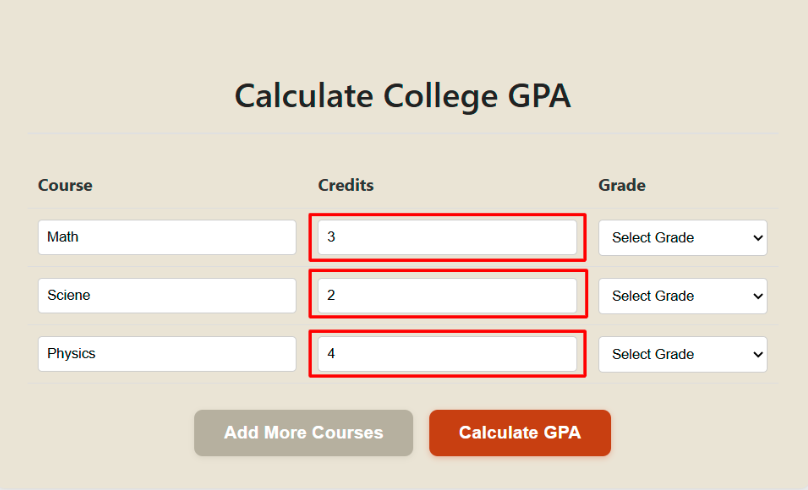 Calculate College GPA
Course Credits Grade
Math 3 Select Grade
Sciene 2 Select Grade
Physics 4 Select Grade
Add More Courses Calculate GPA